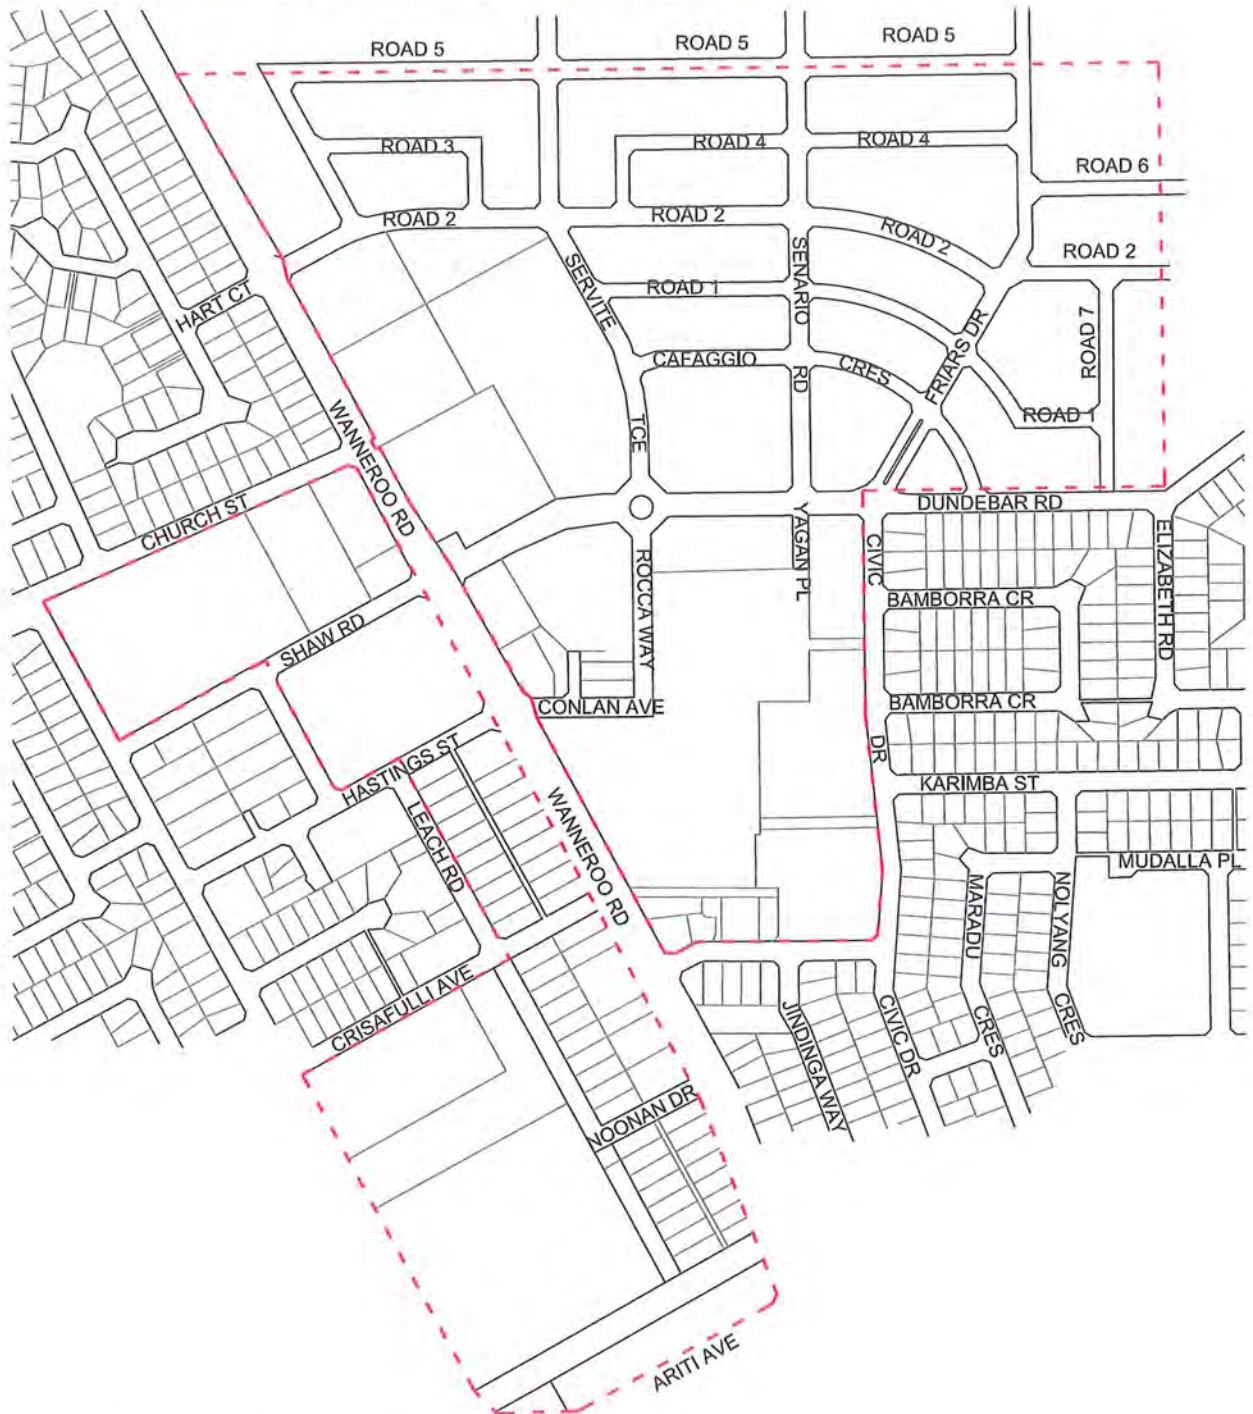 ROAD 5
ROAD 5
ROAD 5
ROAD 3
ROAD 4
ROAD 4
ROAD 6
ROAD 2
ROAD 2
ROAD 2
ROAD 2
HART CT
SERVITE
TCE
ROAD 1
SENARIO
RD
FRIARS DR
ROAD 7
CAFAGGIO
CRES
ROAD 1
WANNEROO RD
CHURCH ST
DUNDEBAR RD
YAGAN PL
CIVIC
DR
ELIZABETH RD
ROCCA WAY
BAMBORRA CR
SHAW RD
CONLAN AVE
BAMBORRA CR
HASTINGS ST
KARIMBA ST
LEACH RD
WANNEROO RD
MUDALLA PL
MARADU
CRES
NOLYANG
CRES
CRISAFULLI AVE
JINDINGA WAY
CIVIC DR
NOONAN DR
ARITI AVE